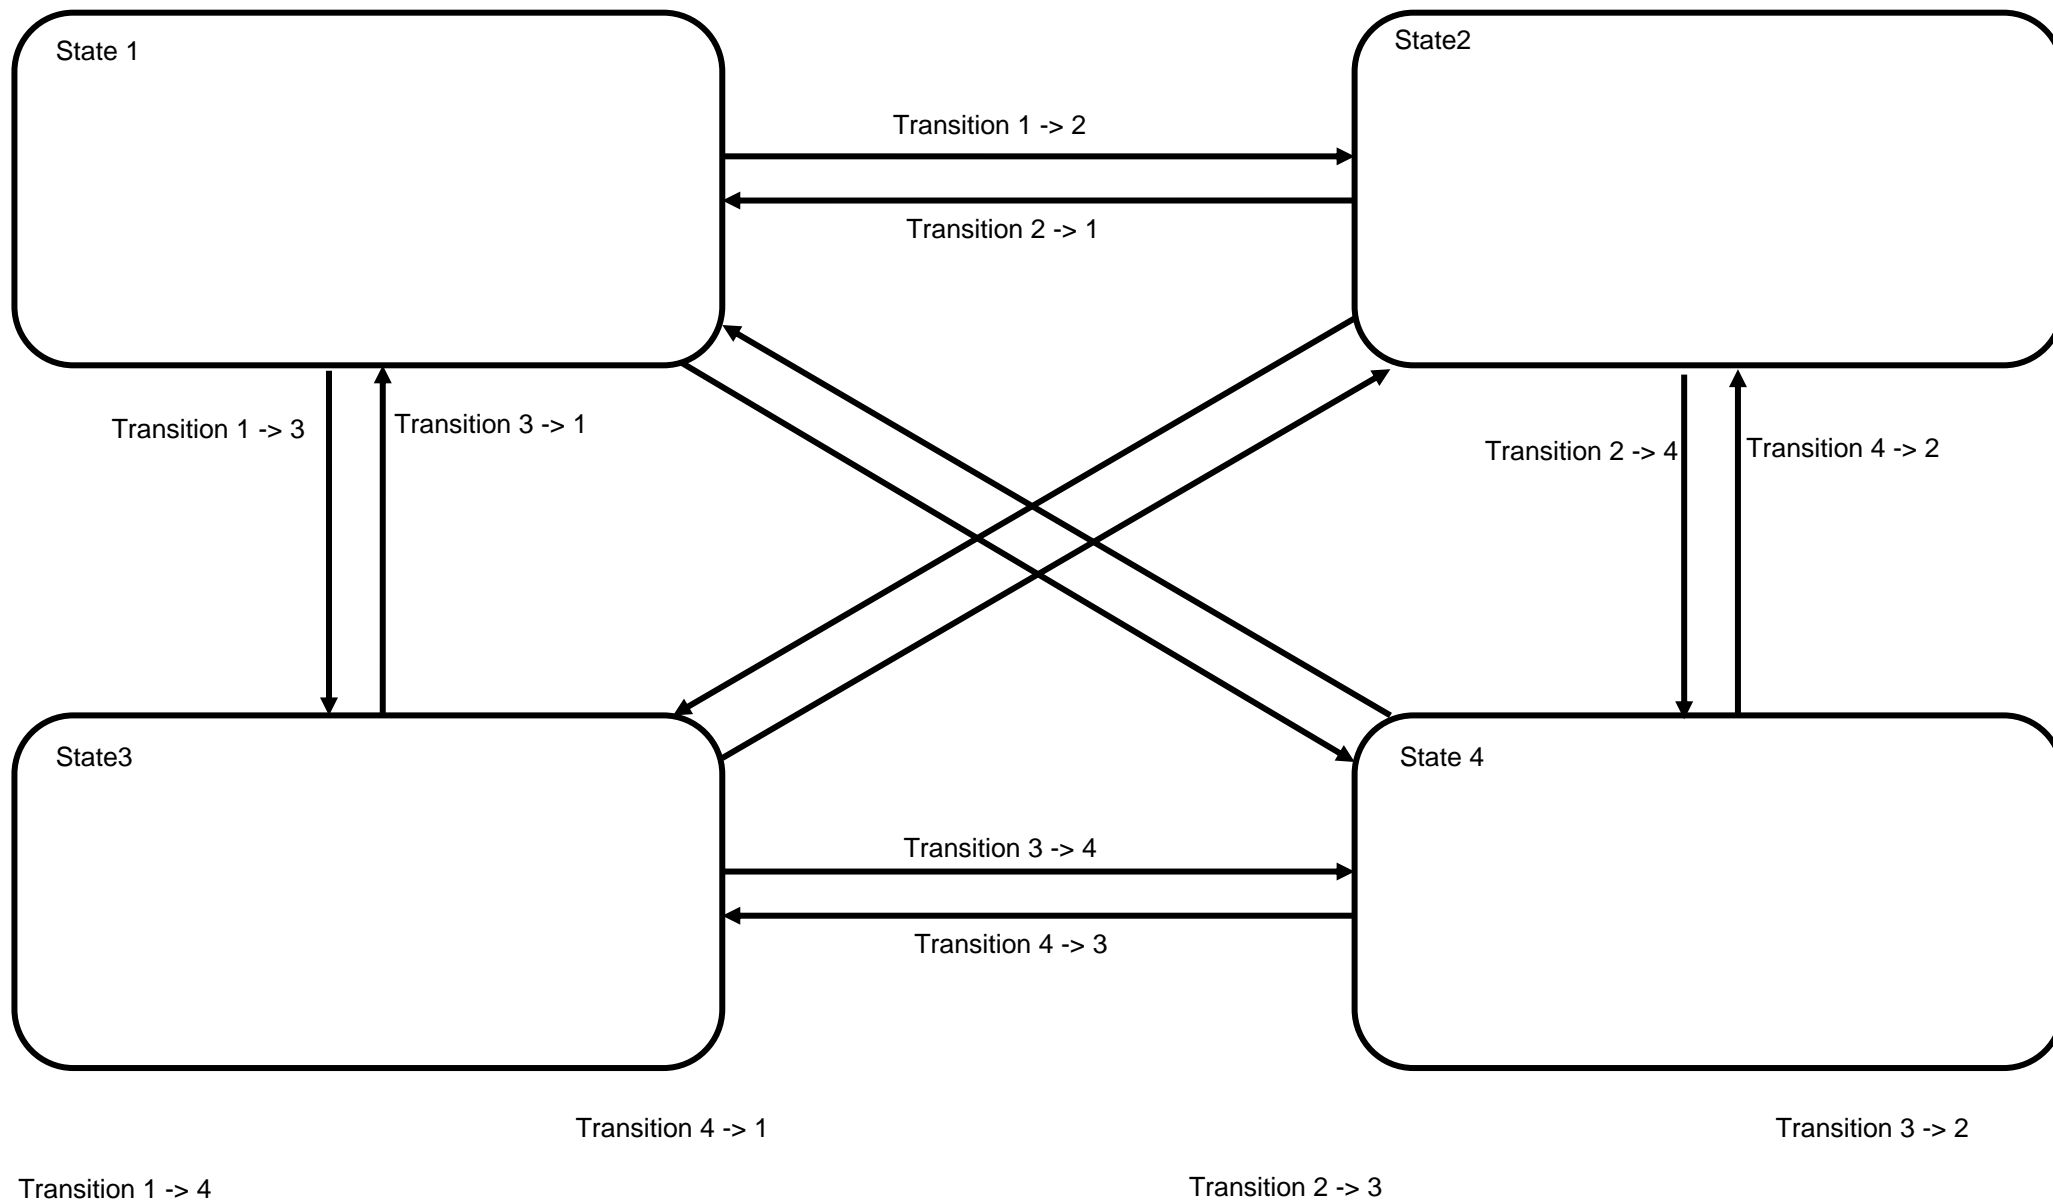 State 1
State2
Transition 1 -> 2
Transition 2 -> 1
Transition 1 -> 3
Transition 3 -> 1
Transition 2 -> 4
Transition 4 -> 2
State3
State 4
Transition 3 -> 4
Transition 4 -> 3
Transition 4 -> 1
Transition 3 -> 2
Transition 1 -> 4
Transition 2 -> 3